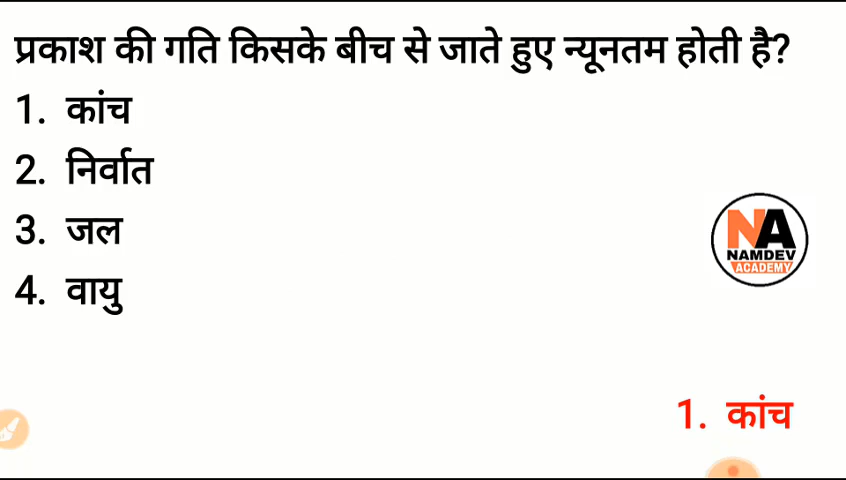 प्रकाश की गति किसके बीच से जाते हुए न्यूनतम होती है?
1. कांच
2. निर्वात
3. जल
4. वायु
NA
NAMDEV
ACADEMY
1. कांच